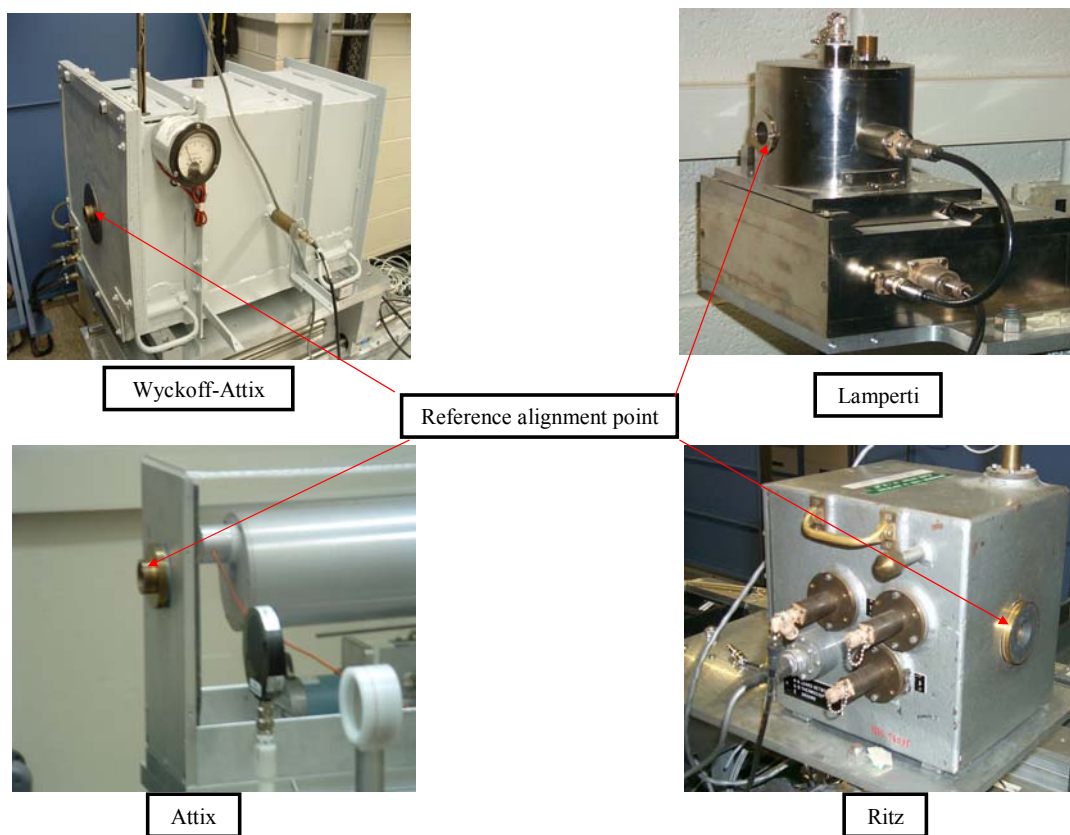 Wyckoff-Attix
Lamperti
Reference alignment point
Attix
Ritz